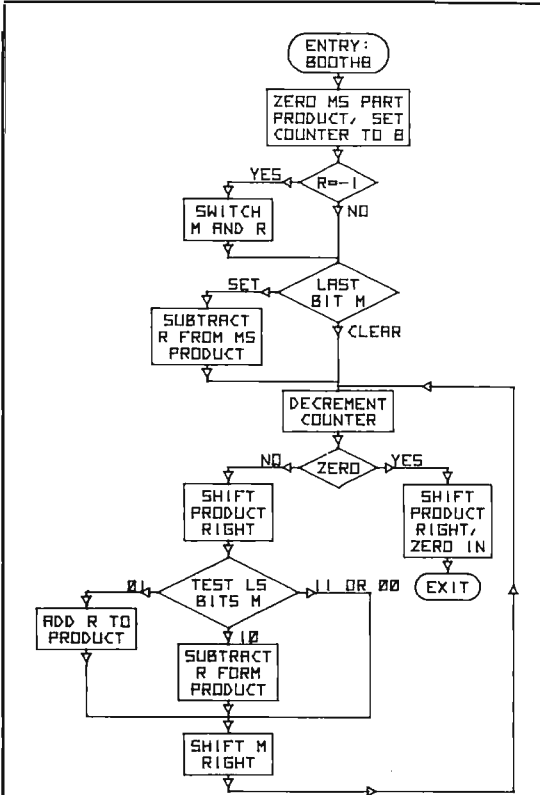 ENTRY:
BOOTH8
ZERO MS PART
PRODUCT, SET
COUNTER TO 8
YES
R=-1
SWITCH
M AND R
NO
SET
LAST
BIT M
SUBTRACT
R FROM MS
PRODUCT
CLEAR
DECREMENT
COUNTER
NO
ZERO
YES
SHIFT
PRODUCT
RIGHT
SHIFT
PRODUCT
RIGHT,
ZERO IN
EXIT
01
TEST LS
BITS M
11 OR 00
ADD R TO
PRODUCT
10
SUBTRACT
R FORM
PRODUCT
SHIFT M
RIGHT